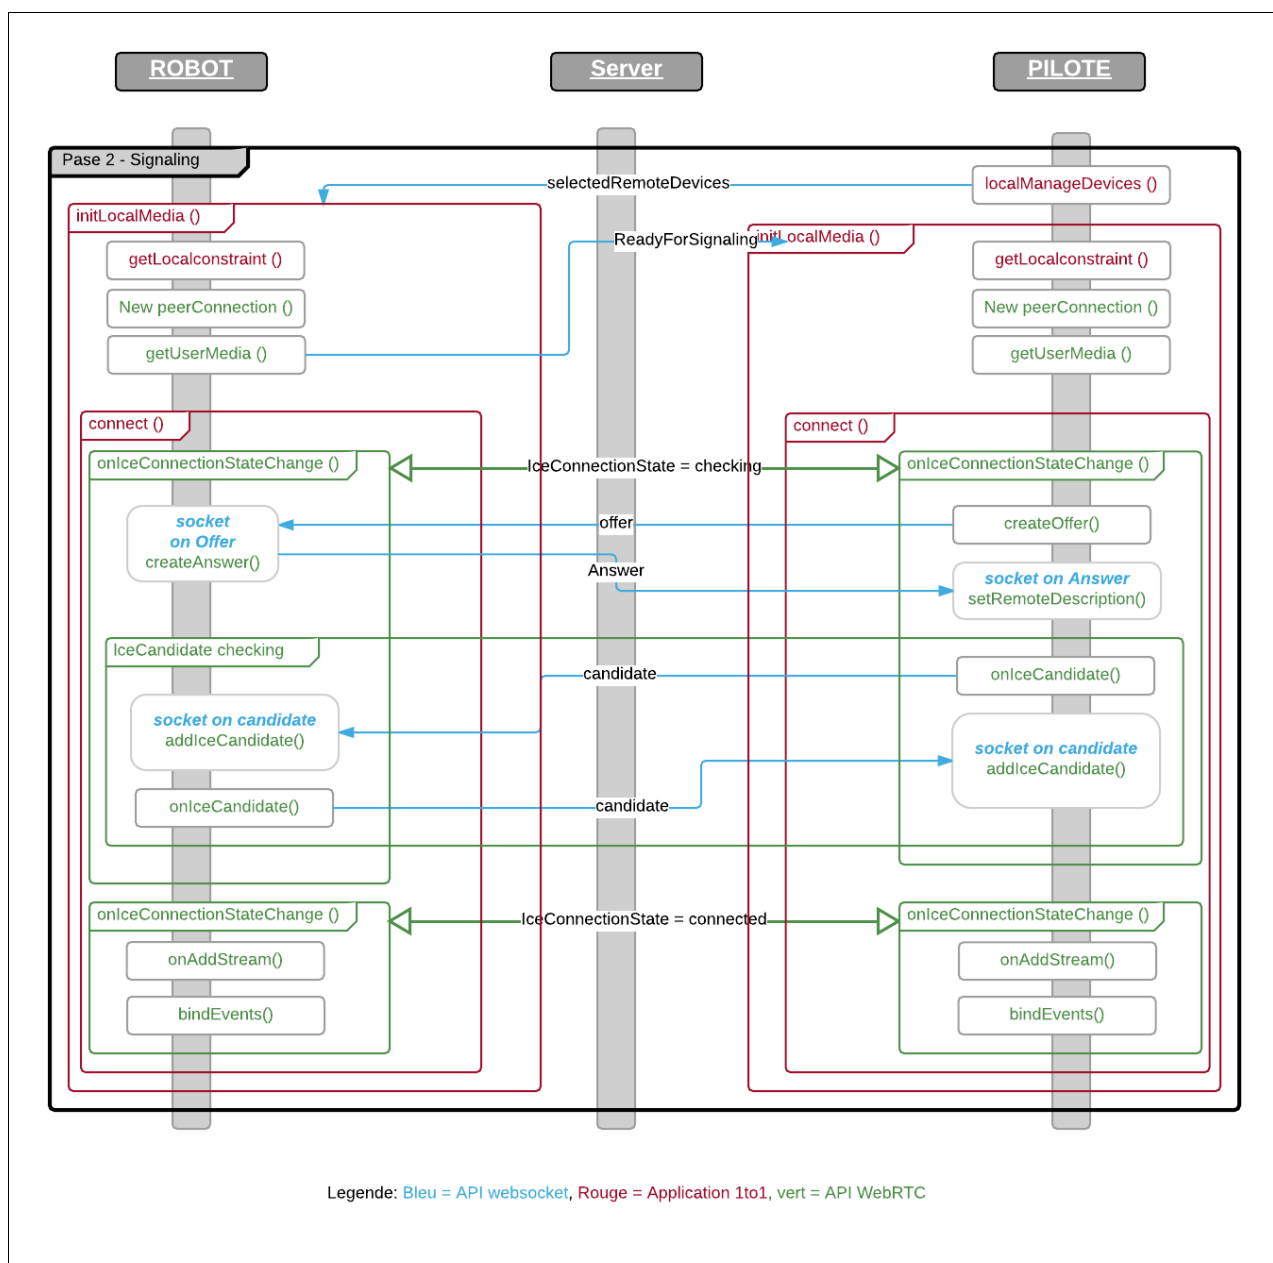 ROBOT
Server
PILOTE
Pase 2 - Signaling
selectedRemoteDevices
localManageDevices ()
initLocalMedia ()
ReadyForSignaling
initLocalMedia ()
getLocalconstraint ()
getLocalconstraint ()
New peerConnection ()
New peerConnection ()
getUserMedia ()
getUserMedia ()
connect ()
connect ()
onIceConnectionStateChange ()
IceConnectionState = checking
onIceConnectionStateChange ()
socket
on Offer
createAnswer()
offer
createOffer()
Answer
socket on Answer
setRemoteDescription()
IceCandidate checking
candidate
onIceCandidate()
socket on candidate
addIceCandidate()
socket on candidate
addIceCandidate()
onIceCandidate()
candidate
onIceConnectionStateChange ()
IceConnectionState = connected
onIceConnectionStateChange ()
onAddStream()
onAddStream()
bindEvents()
bindEvents()
Legende: Bleu = API websocket, Rouge = Application 1to1, vert = API WebRTC